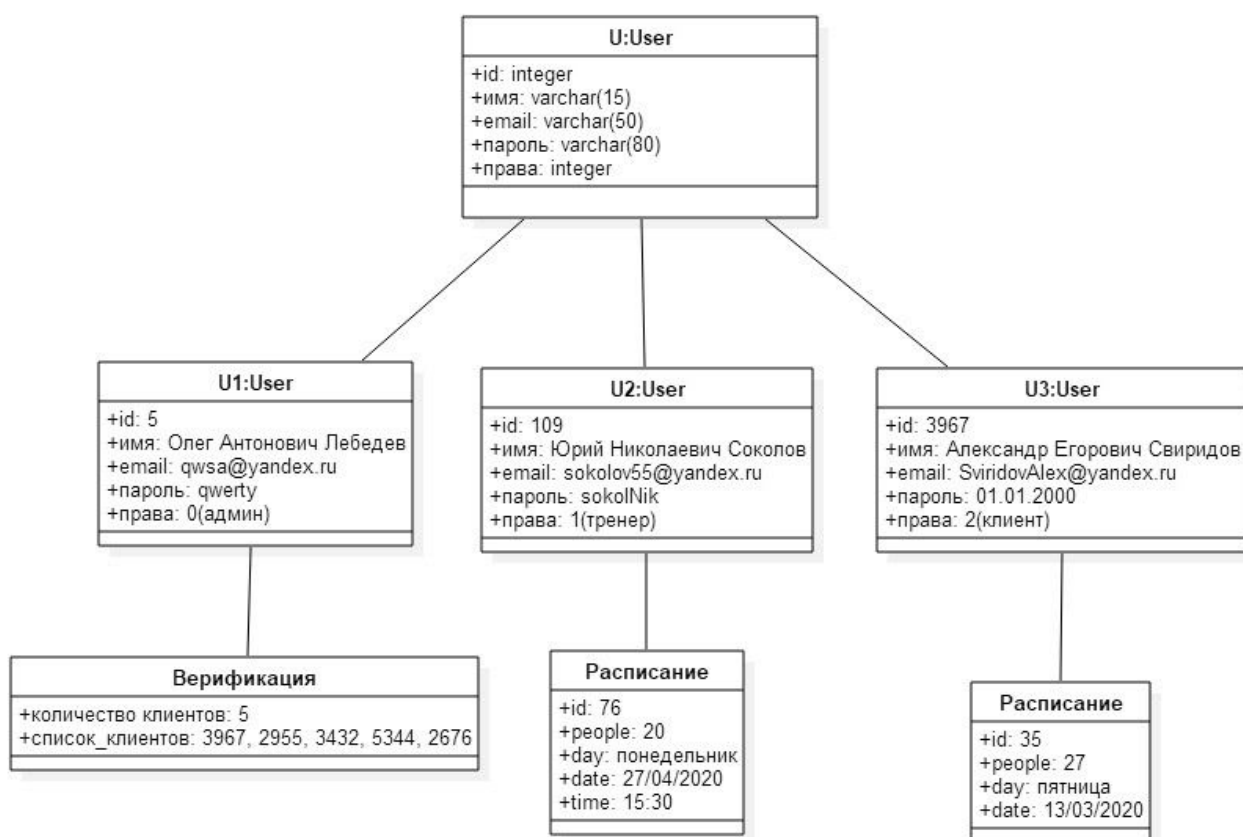 U:User
+id: integer
+имя: varchar(15)
+email: varchar(50)
+пароль: varchar(80)
+права: integer
U1:User
+id: 5
+имя: Олег Антонович Лебедев
+email: qwsa@yandex.ru
+пароль: qwerty
+права: 0(админ)
U2:User
+id: 109
+имя: Юрий Николаевич Соколов
+email: sokolov55@yandex.ru
+пароль: sokolNik
+права: 1(тренер)
U3:User
+id: 3967
+имя: Александр Егорович Свиридов
+email: SviridovAlex@yandex.ru
+пароль: 01.01.2000
+права: 2(клиент)
Верификация
+количество клиентов: 5
+список_клиентов: 3967, 2955, 3432, 5344, 2676
Расписание
+id: 76
+people: 20
+day: понедельник
+date: 27/04/2020
+time: 15:30
Расписание
+id: 35
+people: 27
+day: пятница
+date: 13/03/2020